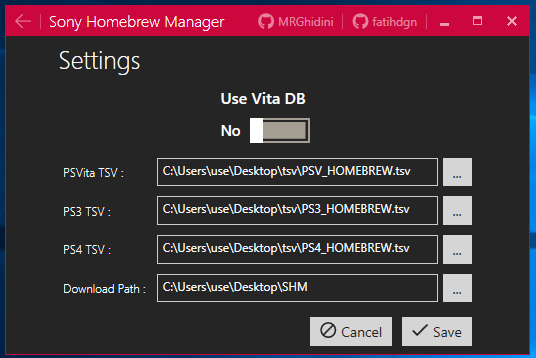 Sony Homebrew Manager MRGhidini fatihdgn
Settings
Use Vita DB
No
PSVita TSV : C:\Users\use\Desktop\tsv\PSV_HOMEBREW.tsv ...
PS3 TSV : C:\Users\use\Desktop\tsv\PS3_HOMEBREW.tsv ...
PS4 TSV : C:\Users\use\Desktop\tsv\PS4_HOMEBREW.tsv ...
Download Path : C:\Users\use\Desktop\SHM ...
Cancel Save